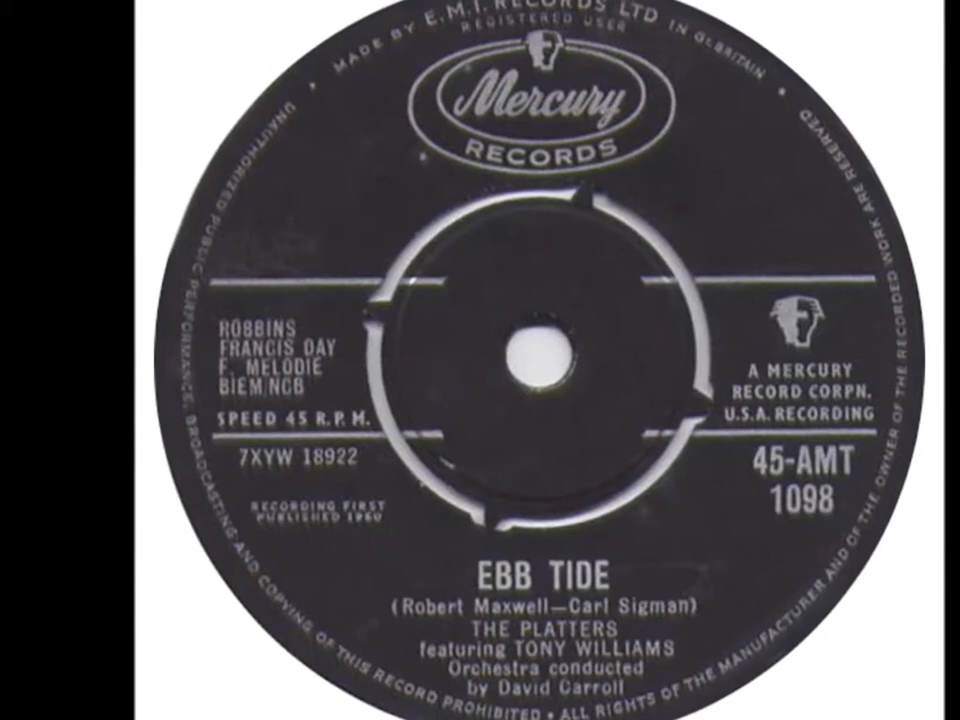 MADE BY E.M.I. RECORDS LTD IN GT BRITAIN
REGISTERED USER
Mercury
RECORDS
ROBBINS
FRANCIS DAY
F. MELODIE
BIEM.NCB
SPEED 45 R.P.M.
7XYW 18922
RECORDING FIRST
PUBLISHED 1960
A MERCURY
RECORD CORPN.
U.S.A. RECORDING
45-AMT
1098
EBB TIDE
(Robert Maxwell—Carl Sigman)
THE PLATTERS
featuring TONY WILLIAMS
Orchestra conducted
by David Carroll
UNAUTHORIZED PUBLIC PERFORMANCE, BROADCASTING AND COPYING OF THIS RECORD PROHIBITED • ALL RIGHTS OF THE MANUFACTURER AND OF THE OWNER OF THE RECORDED WORK ARE RESERVED